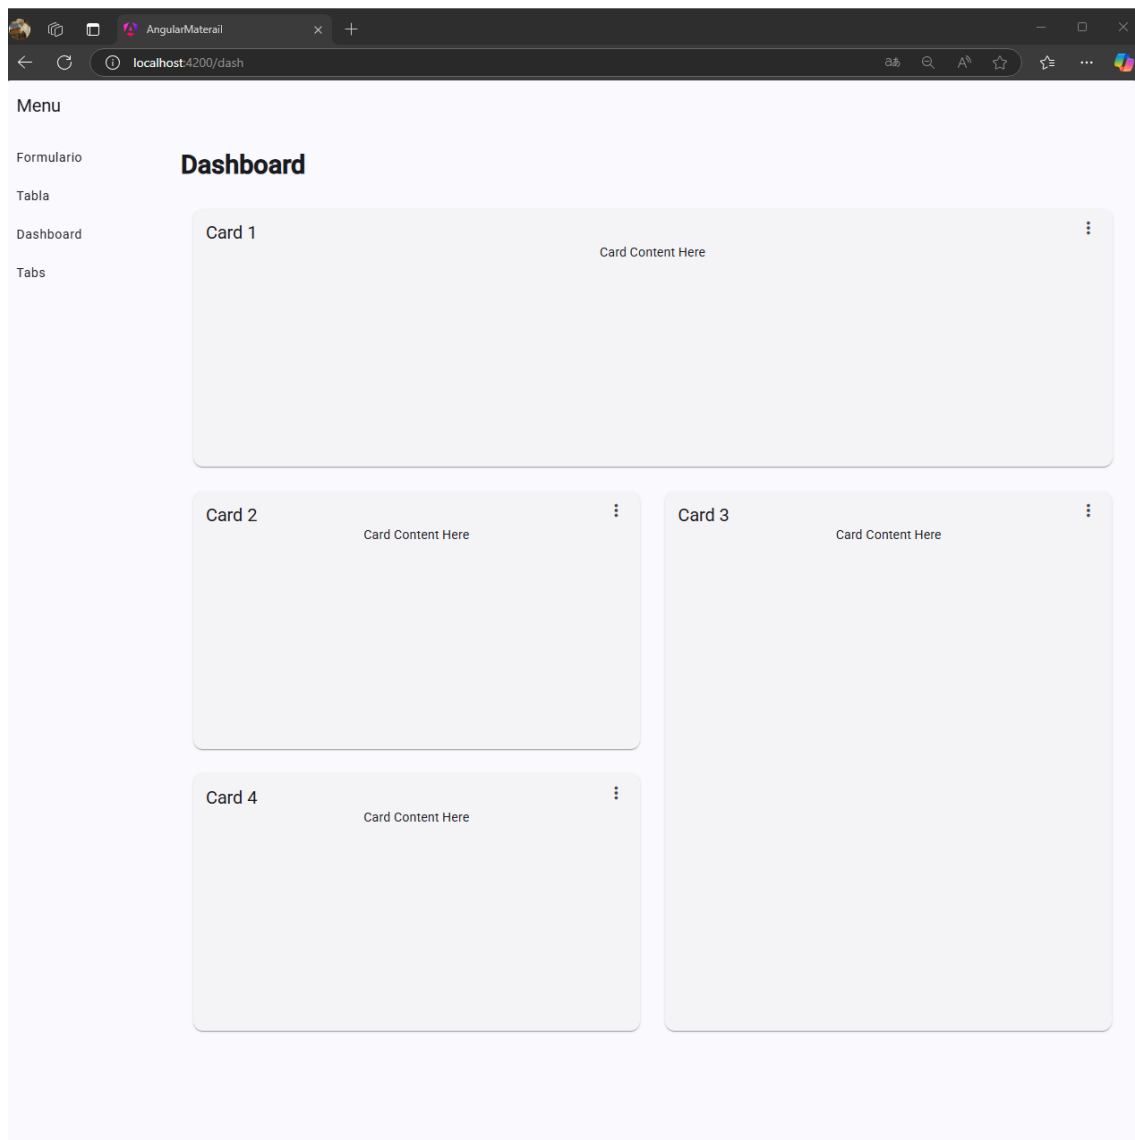 AngularMaterail
localhost:4200/dash
Menu
Formulario
Tabla
Dashboard
Tabs
Dashboard
Card 1
Card Content Here
Card 2
Card Content Here
Card 3
Card Content Here
Card 4
Card Content Here